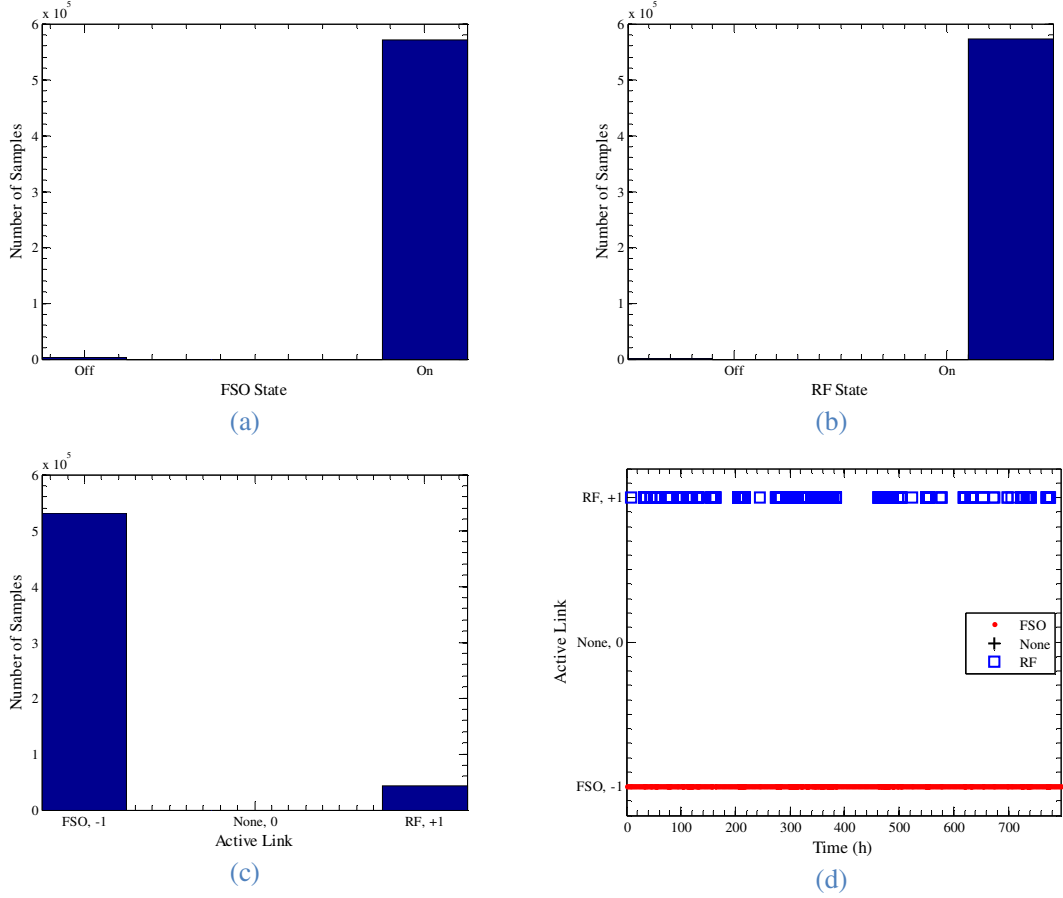 x 10^5
6
5
4
3
2
1
0
Number of Samples
Off
On
FSO State
(a)
x 10^5
6
5
4
3
2
1
0
Number of Samples
Off
On
RF State
(b)
x 10^5
6
5
4
3
2
1
0
Number of Samples
FSO, -1
None, 0
RF, +1
Active Link
(c)
RF, +1
None, 0
FSO, -1
Active Link
FSO
None
RF
0
100
200
300
400
500
600
700
Time (h)
(d)